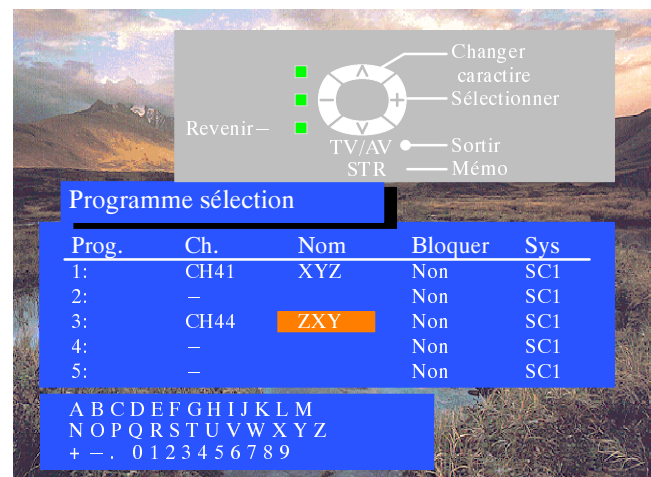 Changer
caractire
Sélectionner
Revenir–
TV/AV
Sortir
STR
Mémo
Programme sélection
Prog. Ch. Nom Bloquer Sys
1: CH41 XYZ Non SC1
2: – Non SC1
3: CH44 ZXY Non SC1
4: – Non SC1
5: – Non SC1
A B C D E F G H I J K L M
N O P Q R S T U V W X Y Z
+ – . 0 1 2 3 4 5 6 7 8 9